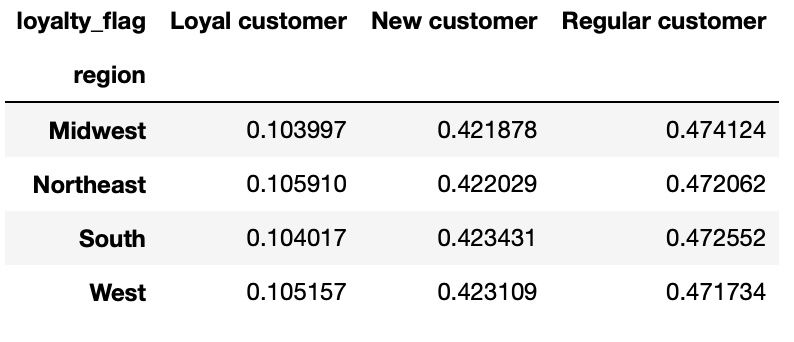 loyalty_flag Loyal customer New customer Regular customer
region
Midwest 0.103997 0.421878 0.474124
Northeast 0.105910 0.422029 0.472062
South 0.104017 0.423431 0.472552
West 0.105157 0.423109 0.471734